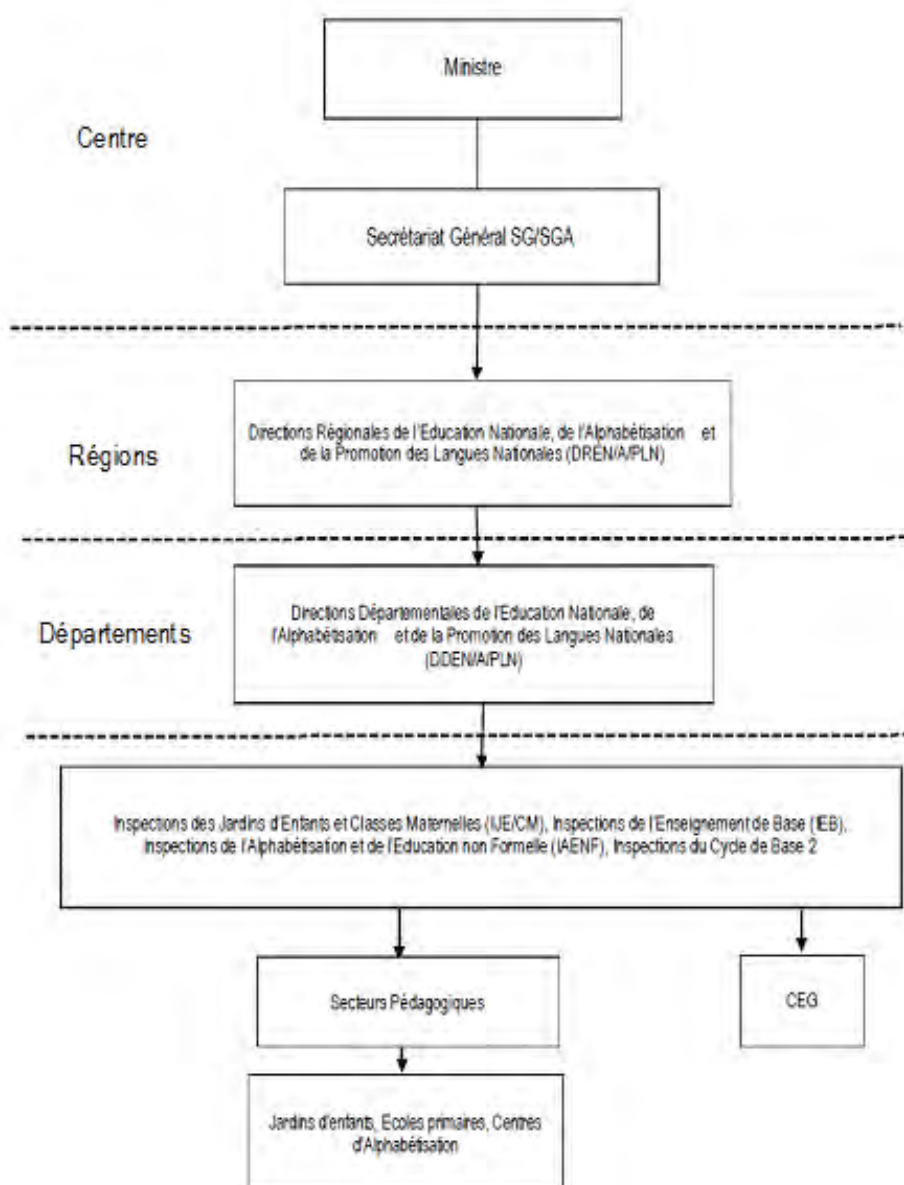 Ministre
Centre
Secrétariat Général SG/SGA
Directions Régionales de l'Education Nationale, de l'Alphabétisation et
de la Promotion des Langues Nationales (DREN/A/PLN)
Régions
Directions Départementales de l'Education Nationale, de
l'Alphabétisation et de la Promotion des Langues Nationales
(DDEN/A/PLN)
Départements
Inspections des Jardins d'Enfants et Classes Maternelles (IJE/CM), Inspections de l'Enseignement de Base (IEB),
Inspections de l'Alphabétisation et de l'Education non Formelle (IAENF), Inspections du Cycle de Base 2
Secteurs Pédagogiques
CEG
Jardins d'enfants, Ecoles primaires, Centres
d'Alphabétisation